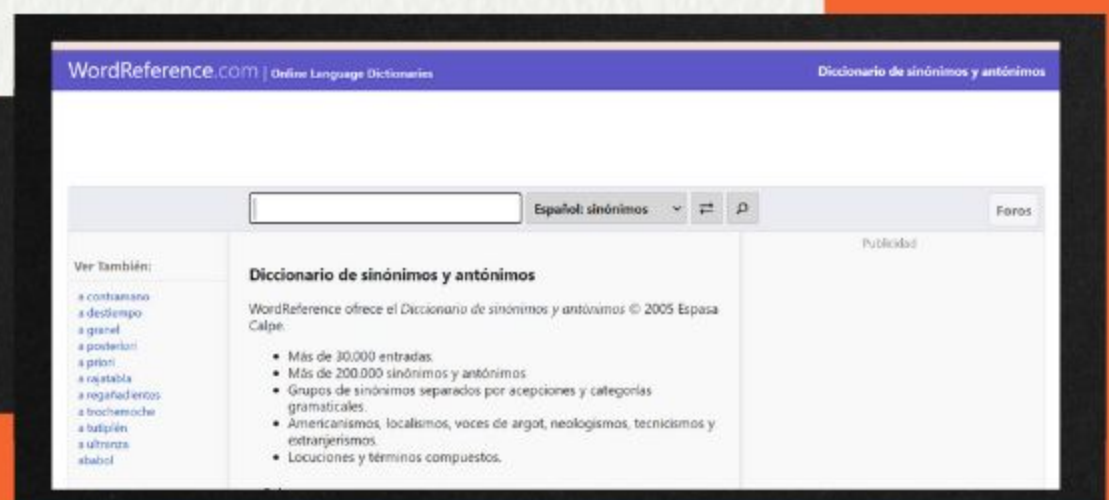 WordReference.com | Online Language Dictionaries
Diccionario de sinónimos y antónimos
Español: sinónimos
Foros
Publicidad
Ver También:
a contramano
a destiempo
a granel
a posteriori
a priori
a rajatabla
a regañadientes
a trochemoche
a tutiplén
a ultranza
ababol
Diccionario de sinónimos y antónimos
WordReference ofrece el Diccionario de sinónimos y antónimos © 2005 Espasa
Calpe.
• Más de 30.000 entradas.
• Más de 200.000 sinónimos y antónimos
• Grupos de sinónimos separados por acepciones y categorías
gramaticales.
• Americanismos, localismos, voces de argot, neologismos, tecnicismos y
extranjerismos.
• Locuciones y términos compuestos.